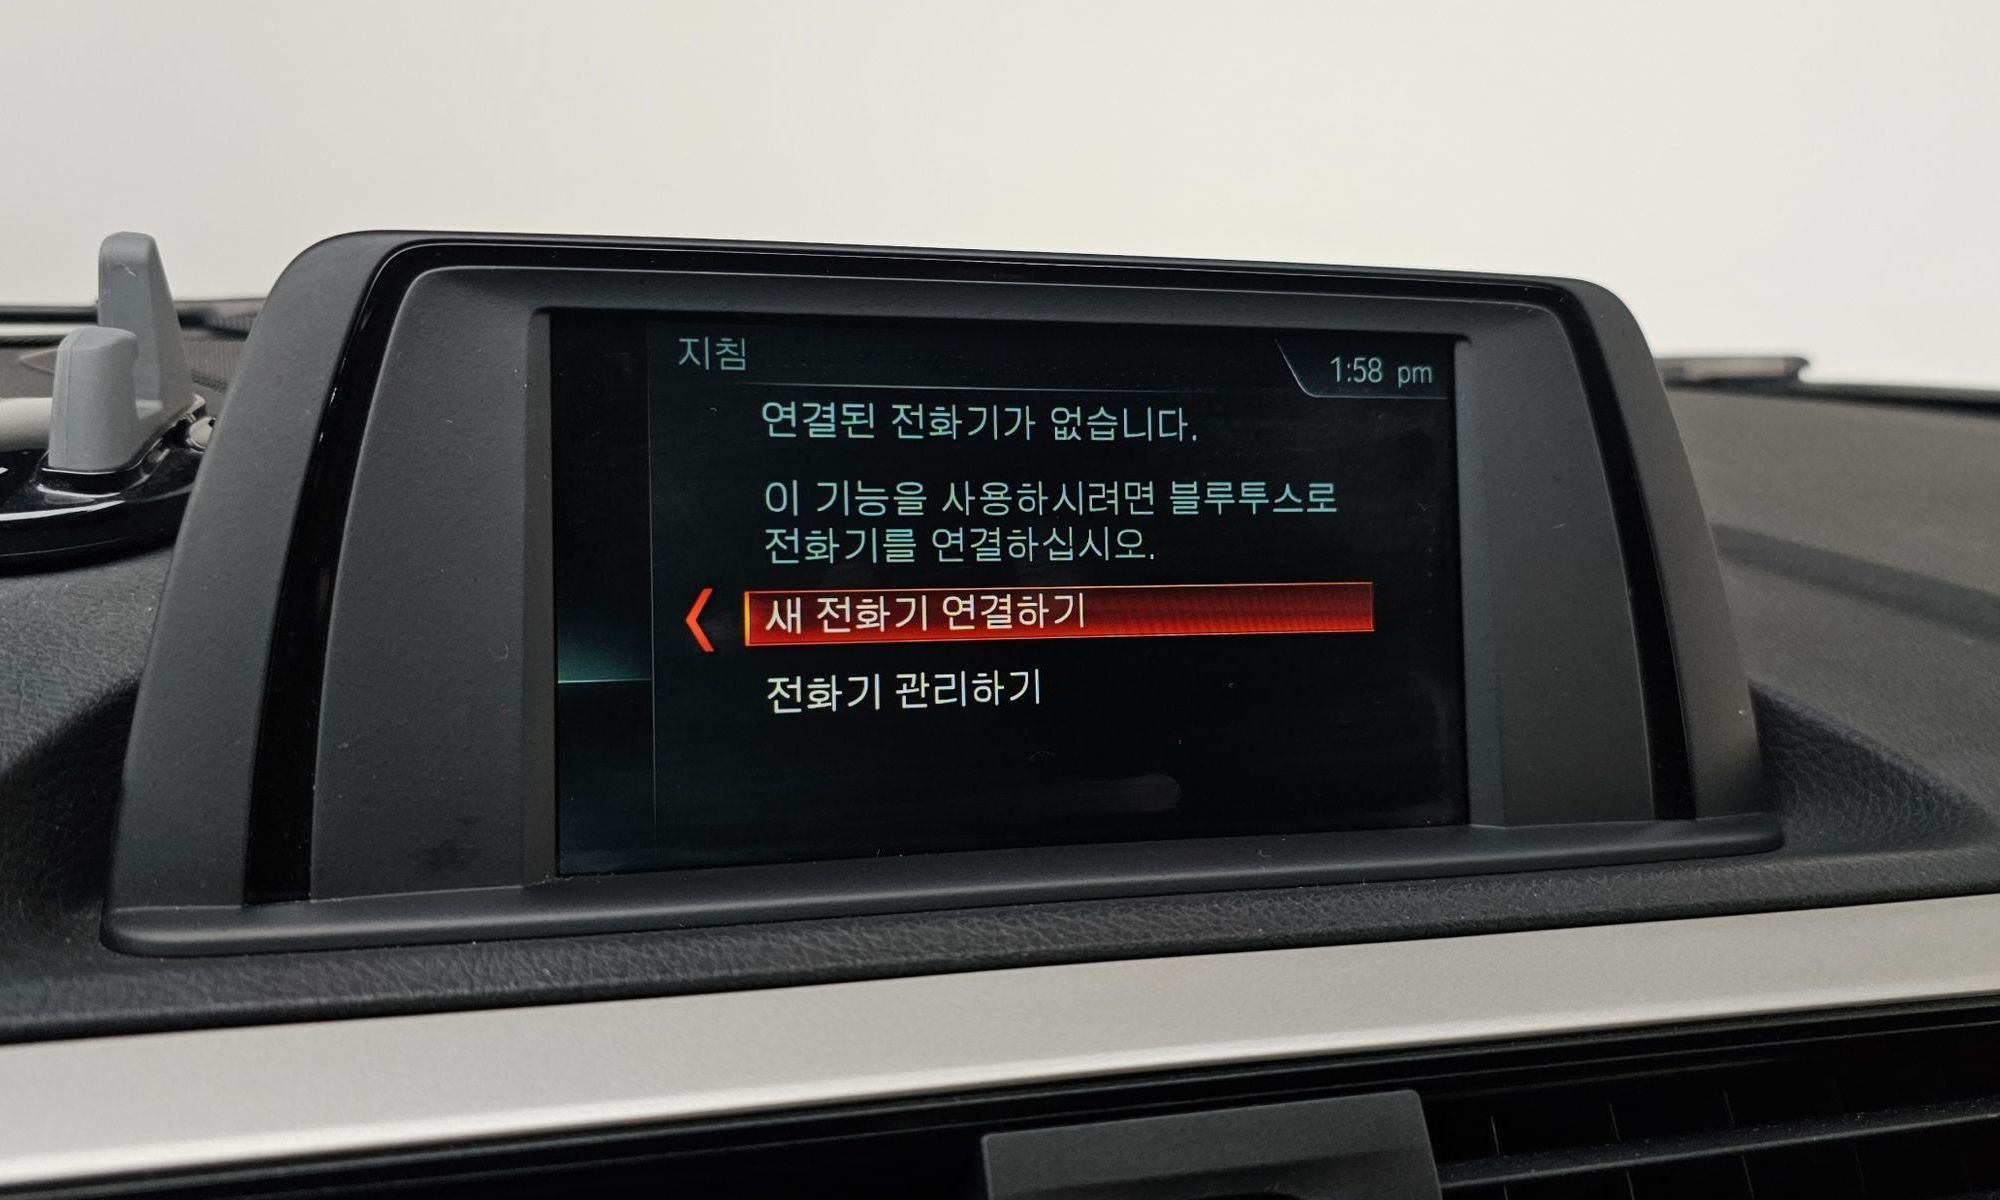 지침
1:58 pm
연결된 전화기가 없습니다.
이 기능을 사용하시려면 블루투스로
전화기를 연결하십시오.
새 전화기 연결하기
전화기 관리하기